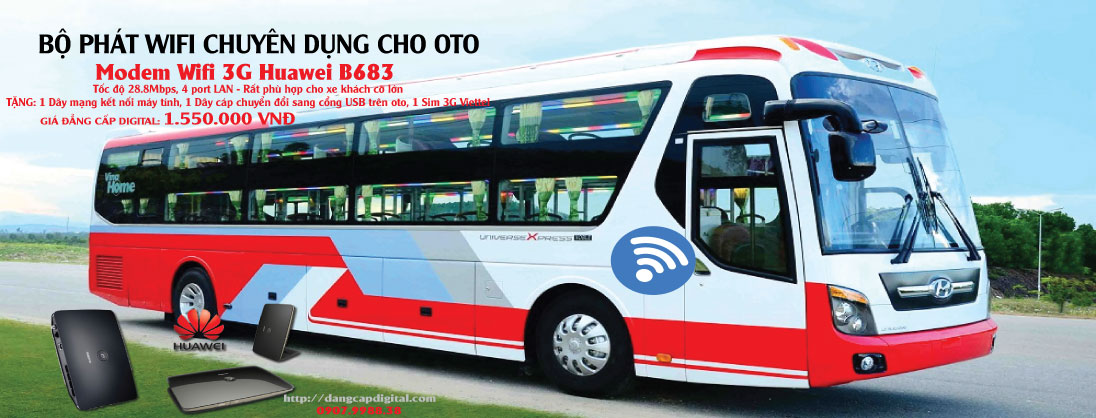 BỘ PHÁT WIFI CHUYÊN DỤNG CHO OTO
Modem Wifi 3G Huawei B683
Tốc độ 28.8Mbps, 4 port LAN - Rất phù hợp cho xe khách cỡ lớn
TẶNG: 1 Dây mạng kết nối máy tính, 1 Dây cáp chuyển đổi sang cổng USB trên oto, 1 Sim 3G Viettel
GIÁ ĐẲNG CẤP DIGITAL: 1.550.000 VNĐ
Vina
Home
UNIVERSE XPRESS NOBLE
HUAWEI
http://dangcapdigital.com